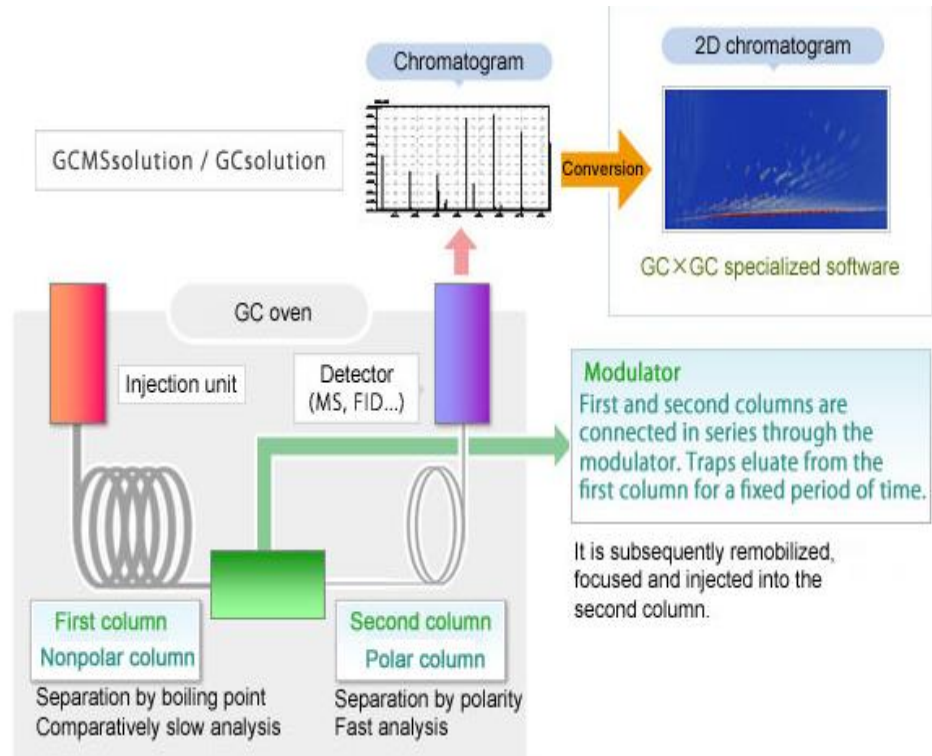 Chromatogram
2D chromatogram
GCMSsolution / GCsolution
Conversion
GC×GC specialized software
GC oven
Injection unit
Detector
(MS, FID...)
Modulator
First and second columns are
connected in series through the
modulator. Traps eluate from the
first column for a fixed period of time.
It is subsequently remobilized,
focused and injected into the
second column.
First column
Nonpolar column
Separation by boiling point
Comparatively slow analysis
Second column
Polar column
Separation by polarity
Fast analysis